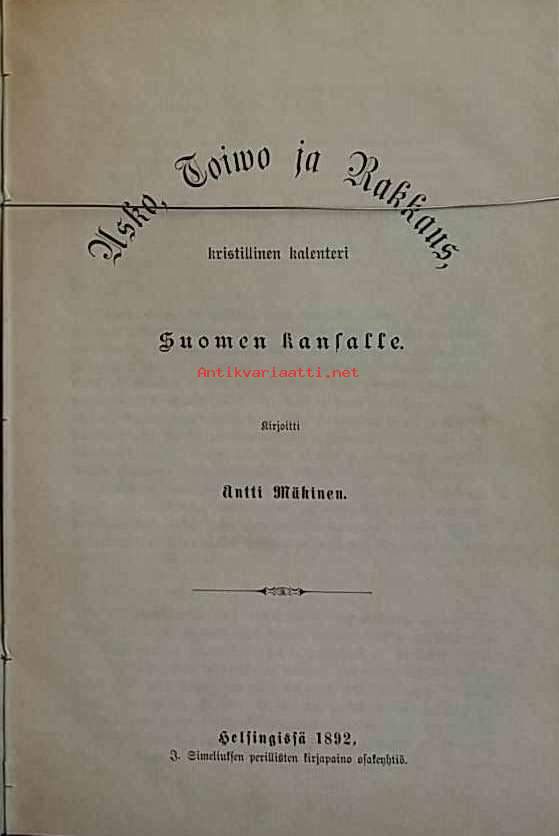 Usko, Toiwo ja Rakkaus,
kristillinen kalenteri
Suomen kansalle.
Antikvariaatti.net
Kirjoitti
Antti Mäkinen.
Helsingissä 1892,
J. Simeliuksen perillisten kirjapaino osakeyhtiö.